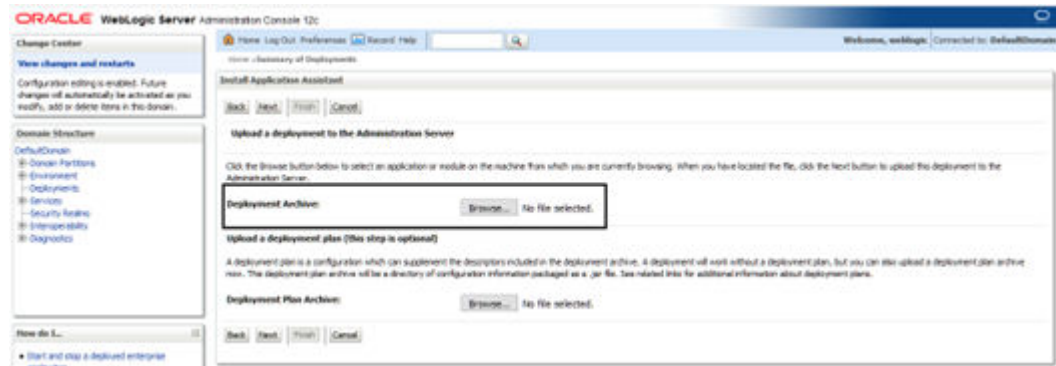 ORACLE WebLogic Server Administration Console 12c
Change Center
View changes and restarts
Configuration editing is enabled. Future
changes will automatically be activated as you
modify, add or delete items in this domain.
Domain Structure
DefaultDomain
Domain Partitions
Environment
Deployments
Services
Security Realms
Interoperability
Diagnostics
How do I...
Start and stop a deployed enterprise
Home Log Out Preferences Record Help
Welcome, weblogic Connected to: DefaultDomain
Home >Summary of Deployments
Install Application Assistant
Back Next Finish Cancel
Upload a deployment to the Administration Server
Click the Browse button below to select an application or module on the machine from which you are currently browsing. When you have located the file, click the Next button to upload this deployment to the
Administration Server.
Deployment Archive: Browse... No file selected.
Upload a deployment plan (this step is optional)
A deployment plan is a configuration which can supplement the descriptors included in the deployment archive. A deployment will work without a deployment plan, but you can also upload a deployment plan archive
now. This deployment plan archive will be a directory of configuration information packaged as a .jar file. See related links for additional information about deployment plans.
Deployment Plan Archive: Browse... No file selected.
Back Next Finish Cancel